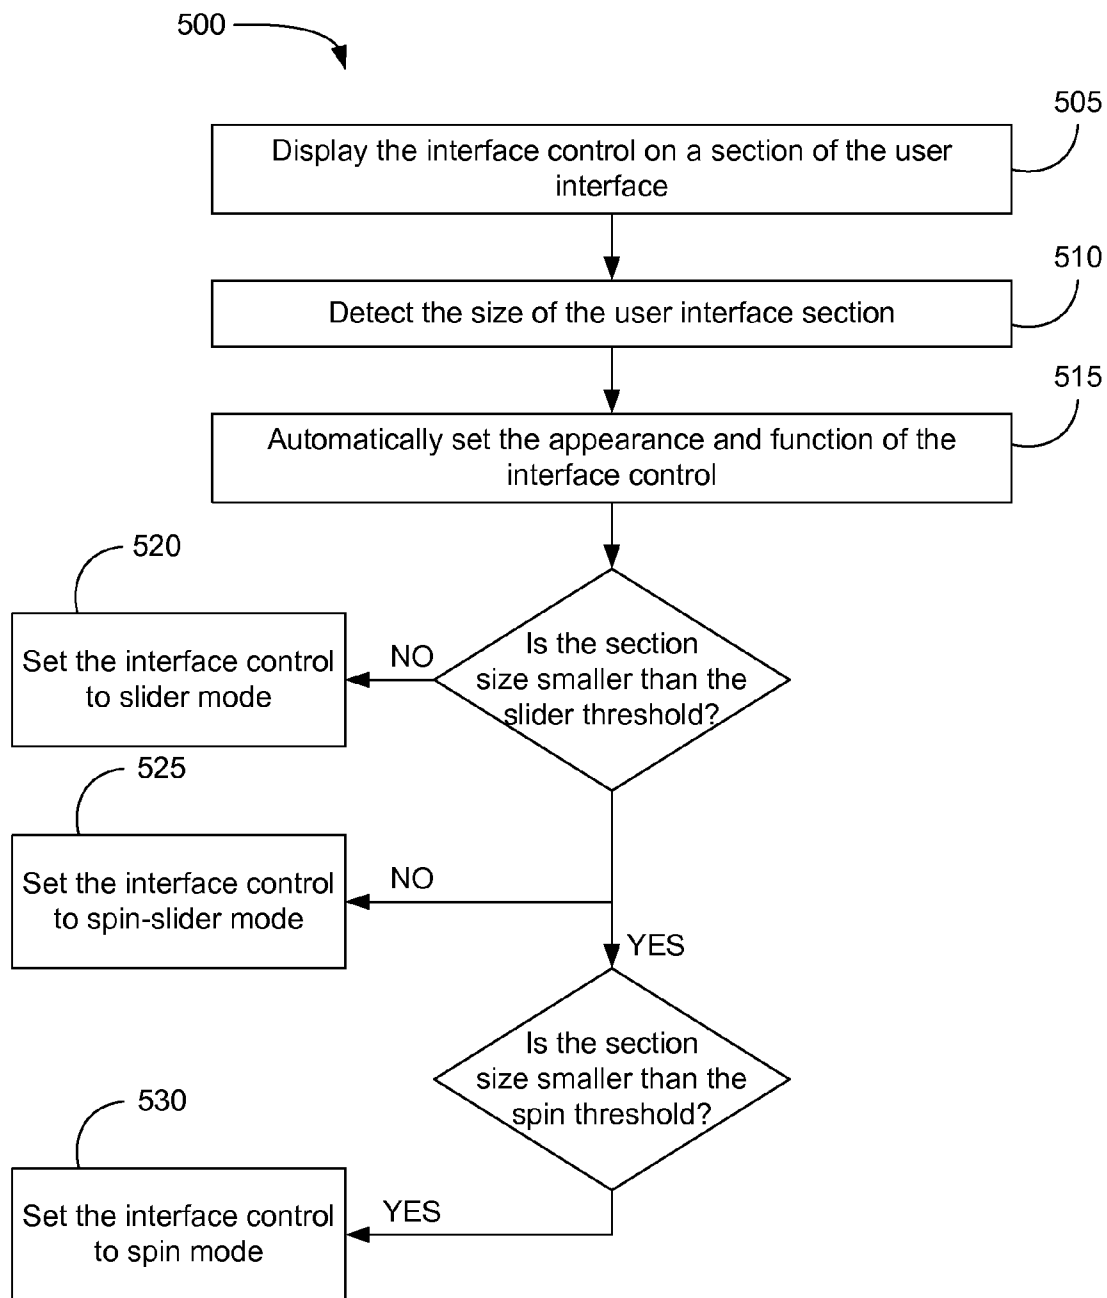 500
505
Display the interface control on a section of the user
interface
510
Detect the size of the user interface section
515
Automatically set the appearance and function of the
interface control
520
Set the interface control
to slider mode
NO
Is the section
size smaller than the
slider threshold?
525
Set the interface control
to spin-slider mode
NO
YES
Is the section
size smaller than the
spin threshold?
530
Set the interface control
to spin mode
YES